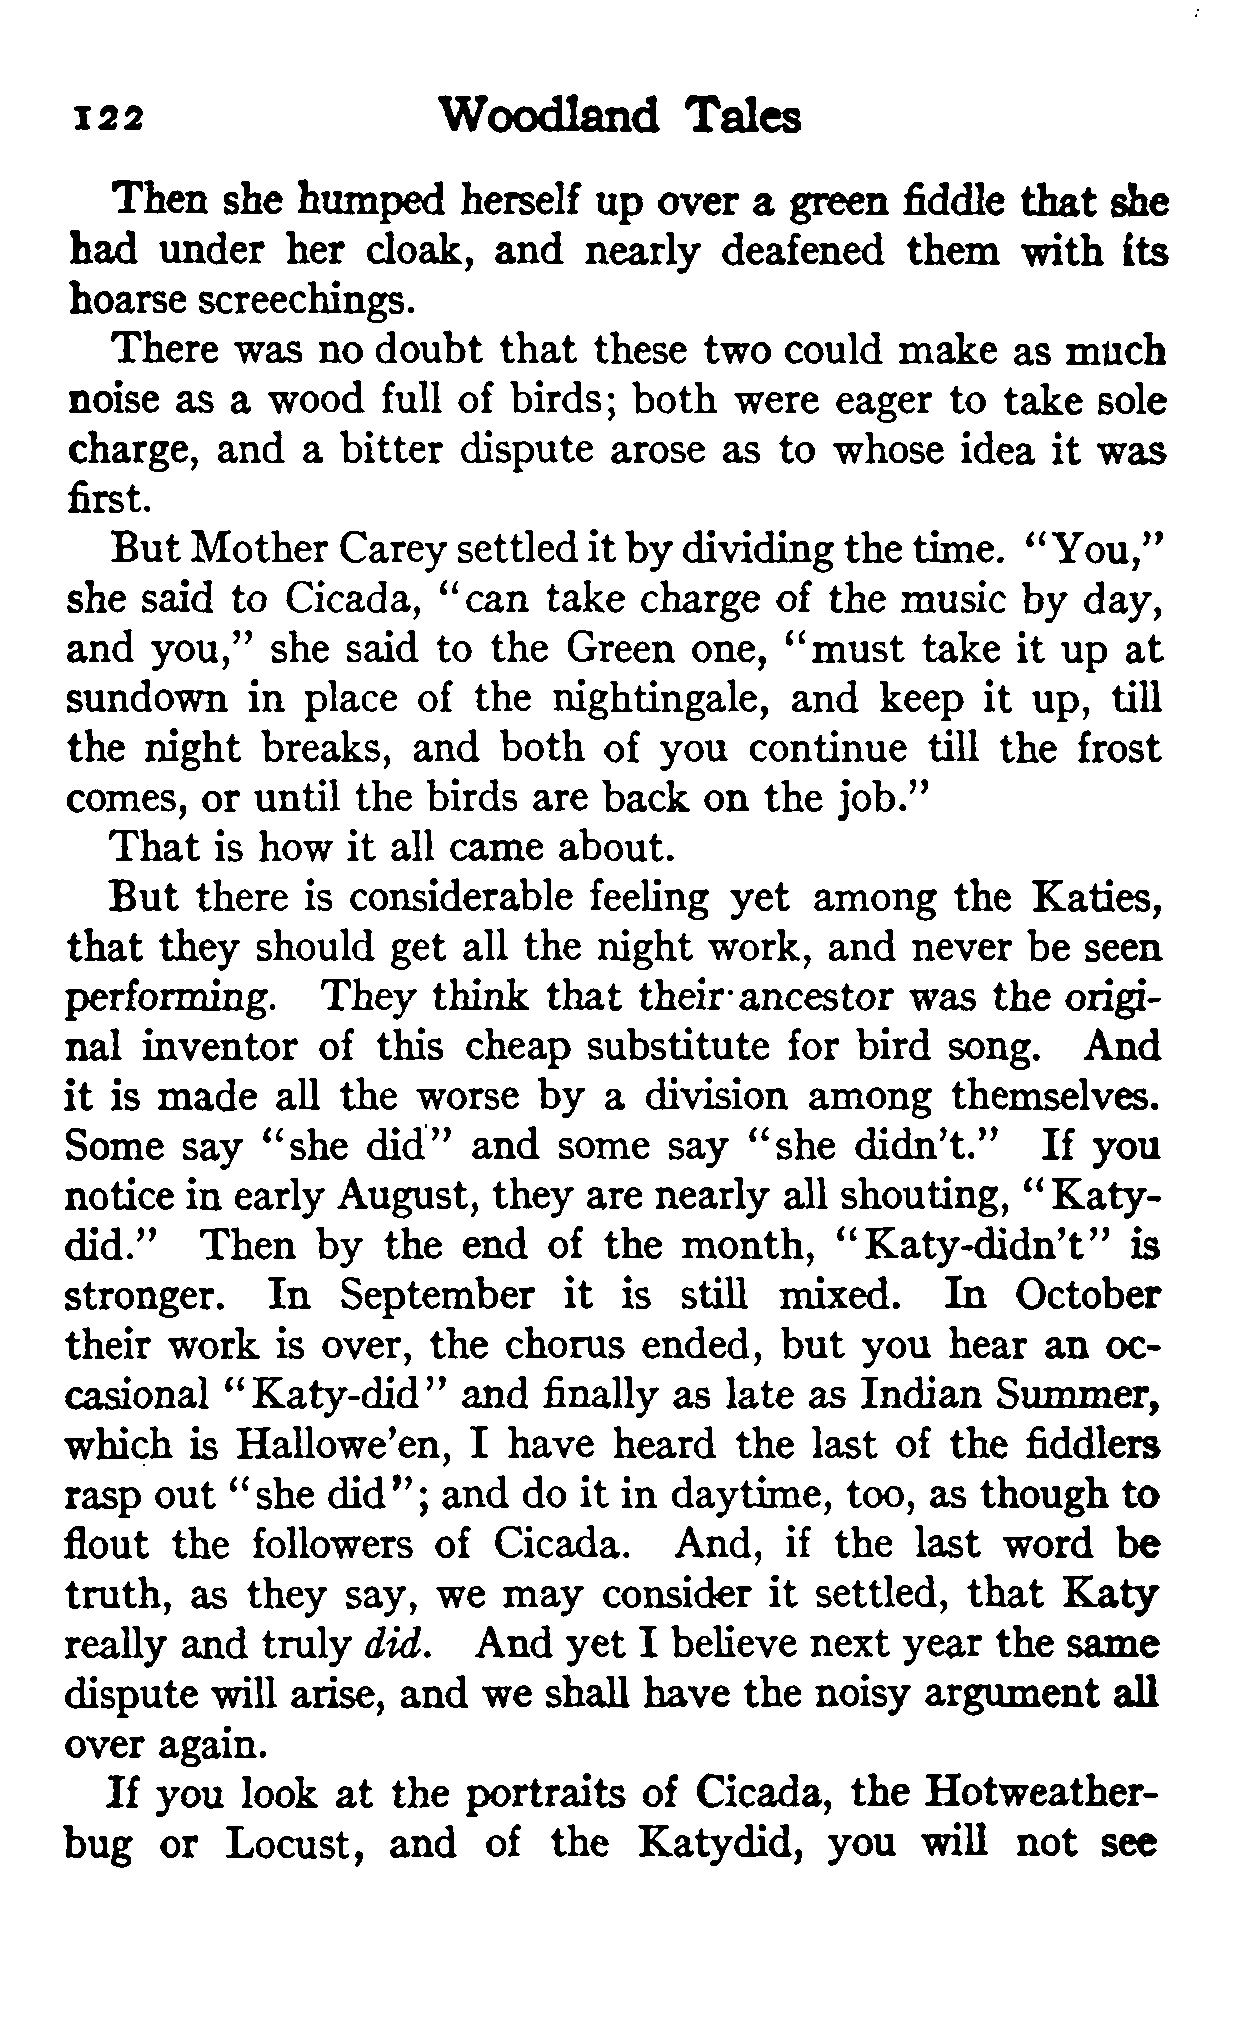 122 Woodland Tales
Then she humped herself up over a green fiddle that she
had under her cloak, and nearly deafened them with its
hoarse screechings.
There was no doubt that these two could make as much
noise as a wood full of birds; both were eager to take sole
charge, and a bitter dispute arose as to whose idea it was
first.
But Mother Carey settled it by dividing the time. "You,"
she said to Cicada, "can take charge of the music by day,
and you," she said to the Green one, "must take it up at
sundown in place of the nightingale, and keep it up, till
the night breaks, and both of you continue till the frost
comes, or until the birds are back on the job."
That is how it all came about.
But there is considerable feeling yet among the Katies,
that they should get all the night work, and never be seen
performing. They think that their ancestor was the origi-
nal inventor of this cheap substitute for bird song. And
it is made all the worse by a division among themselves.
Some say "she did" and some say "she didn't." If you
notice in early August, they are nearly all shouting, "Katy-
did." Then by the end of the month, "Katy-didn't" is
stronger. In September it is still mixed. In October
their work is over, the chorus ended, but you hear an oc-
casional "Katy-did" and finally as late as Indian Summer,
which is Hallowe'en, I have heard the last of the fiddlers
rasp out "she did"; and do it in daytime, too, as though to
flout the followers of Cicada. And, if the last word be
truth, as they say, we may consider it settled, that Katy
really and truly did. And yet I believe next year the same
dispute will arise, and we shall have the noisy argument all
over again.
If you look at the portraits of Cicada, the Hotweather-
bug or Locust, and of the Katydid, you will not see